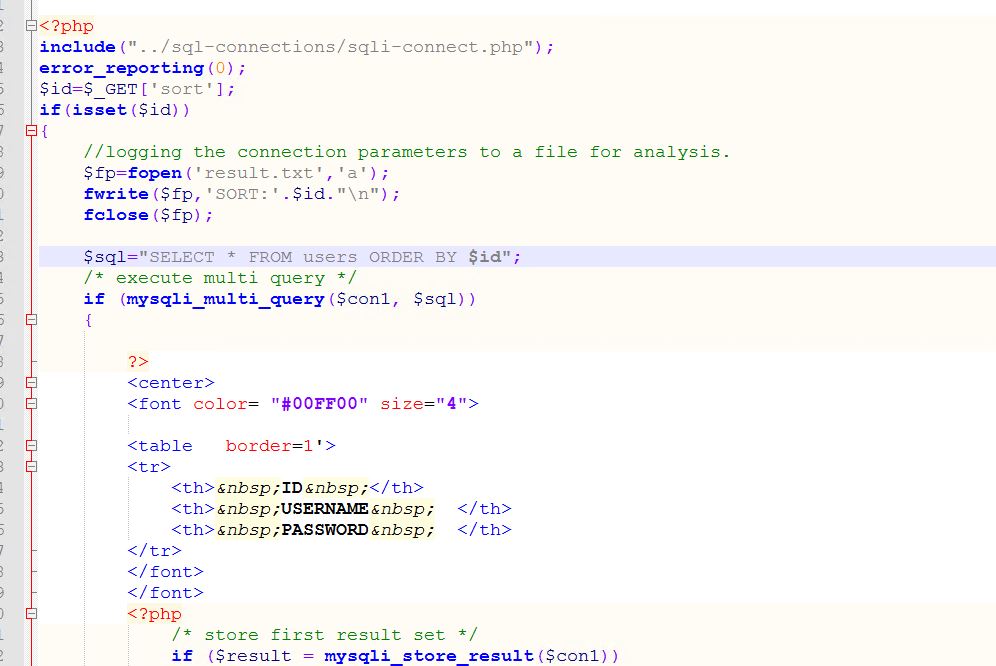 <?php
include("../sql-connections/sqli-connect.php");
error_reporting(0);
$id=$_GET['sort'];
if(isset($id))
{
//logging the connection parameters to a file for analysis.
$fp=fopen('result.txt','a');
fwrite($fp,'SORT:'.$id."\n");
fclose($fp);
$sql="SELECT * FROM users ORDER BY $id";
/* execute multi query */
if (mysqli_multi_query($con1, $sql))
{
?>
<center>
<font color= "#00FF00" size="4">
<table   border=1'>
<tr>
<th>&nbsp;ID&nbsp;</th>
<th>&nbsp;USERNAME&nbsp;  </th>
<th>&nbsp;PASSWORD&nbsp;  </th>
</tr>
</font>
</font>
<?php
/* store first result set */
if ($result = mysqli_store_result($con1))